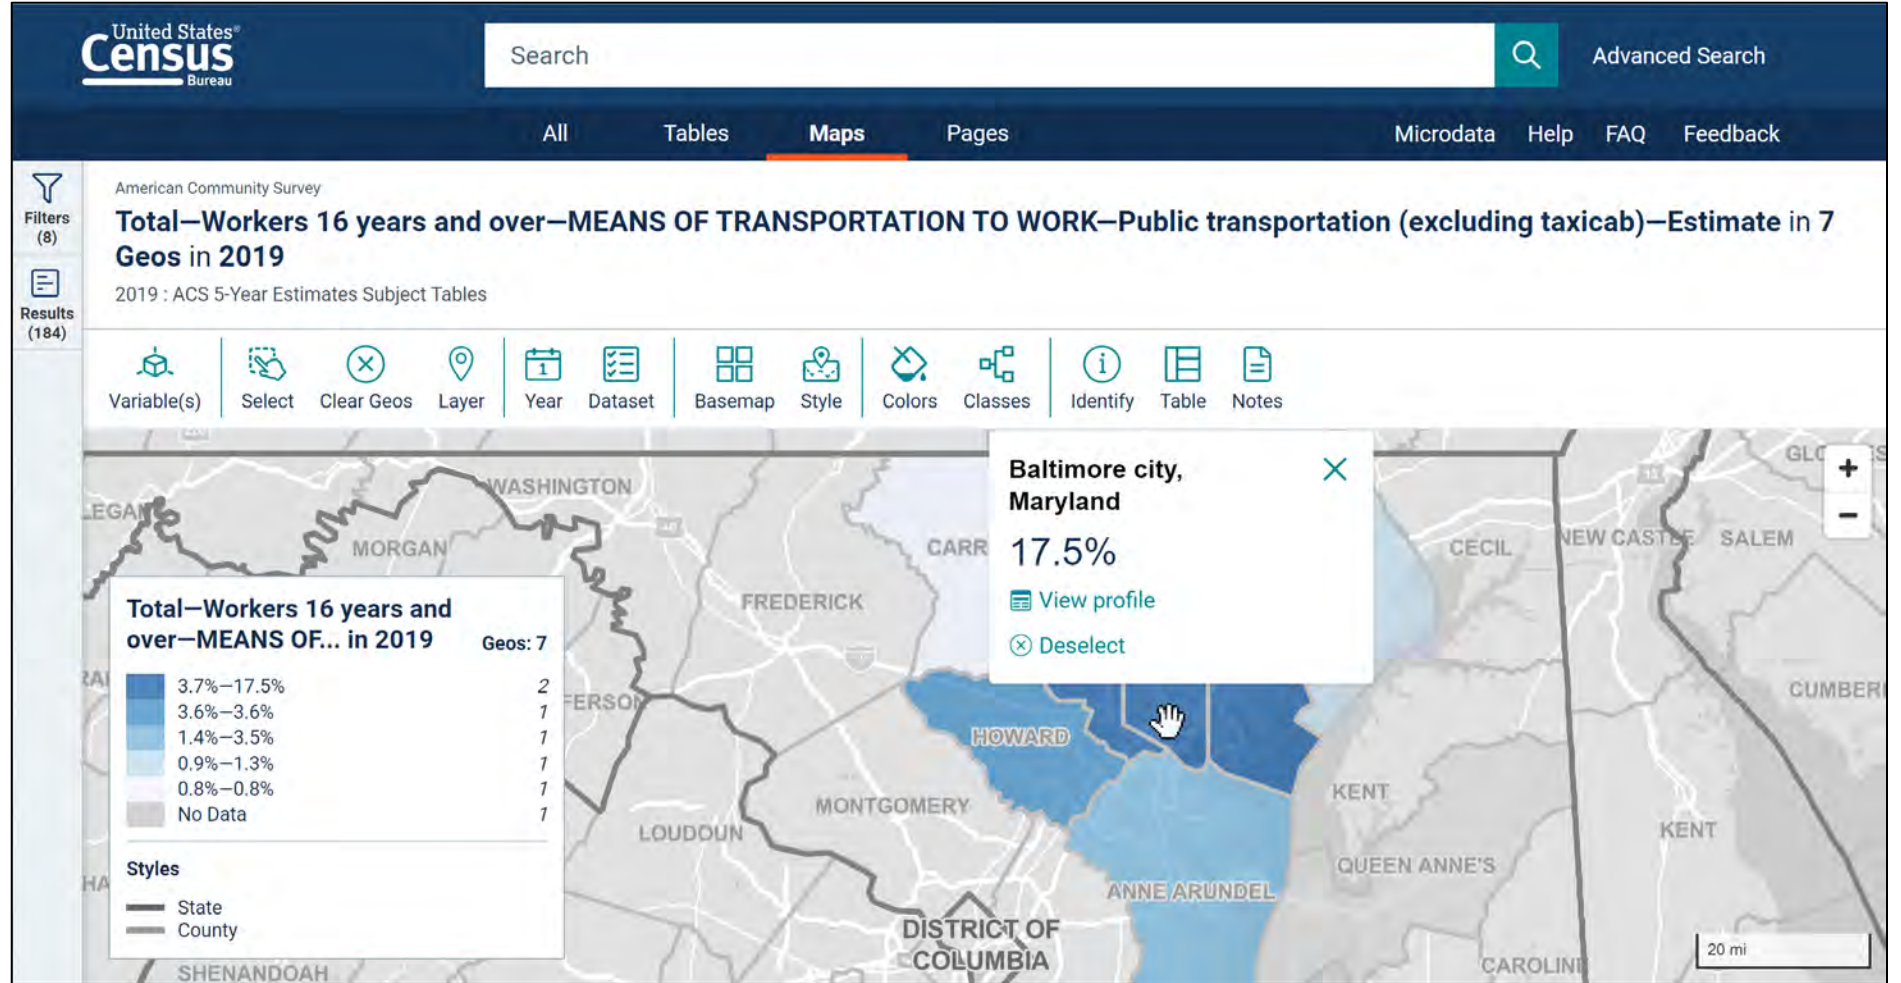 United States®
Census
Bureau
Search
Advanced Search
All
Tables
Maps
Pages
Microdata
Help
FAQ
Feedback
Filters
(8)
Results
(184)
American Community Survey
Total—Workers 16 years and over—MEANS OF TRANSPORTATION TO WORK—Public transportation (excluding taxicab)—Estimate in 7
Geos in 2019
2019 : ACS 5-Year Estimates Subject Tables
Variable(s)
Select
Clear Geos
Layer
Year
Dataset
Basemap
Style
Colors
Classes
Identify
Table
Notes
Baltimore city,
Maryland
17.5%
View profile
Deselect
+
−
WASHINGTON
EGAN
MORGAN
CARR
CECIL
NEW CASTLE
SALEM
FREDERICK
Total—Workers 16 years and
over—MEANS OF... in 2019 Geos: 7
3.7%—17.5% 2
3.6%—3.6% 1
1.4%—3.5% 1
0.9%—1.3% 1
0.8%—0.8% 1
No Data 1
Styles
State
County
FERSON
CUMBER
HOWARD
KENT
MONTGOMERY
LOUDOUN
KENT
QUEEN ANNE'S
HA
ANNE ARUNDEL
DISTRICT OF
COLUMBIA
20 mi
CAROLIN
SHENANDOAH